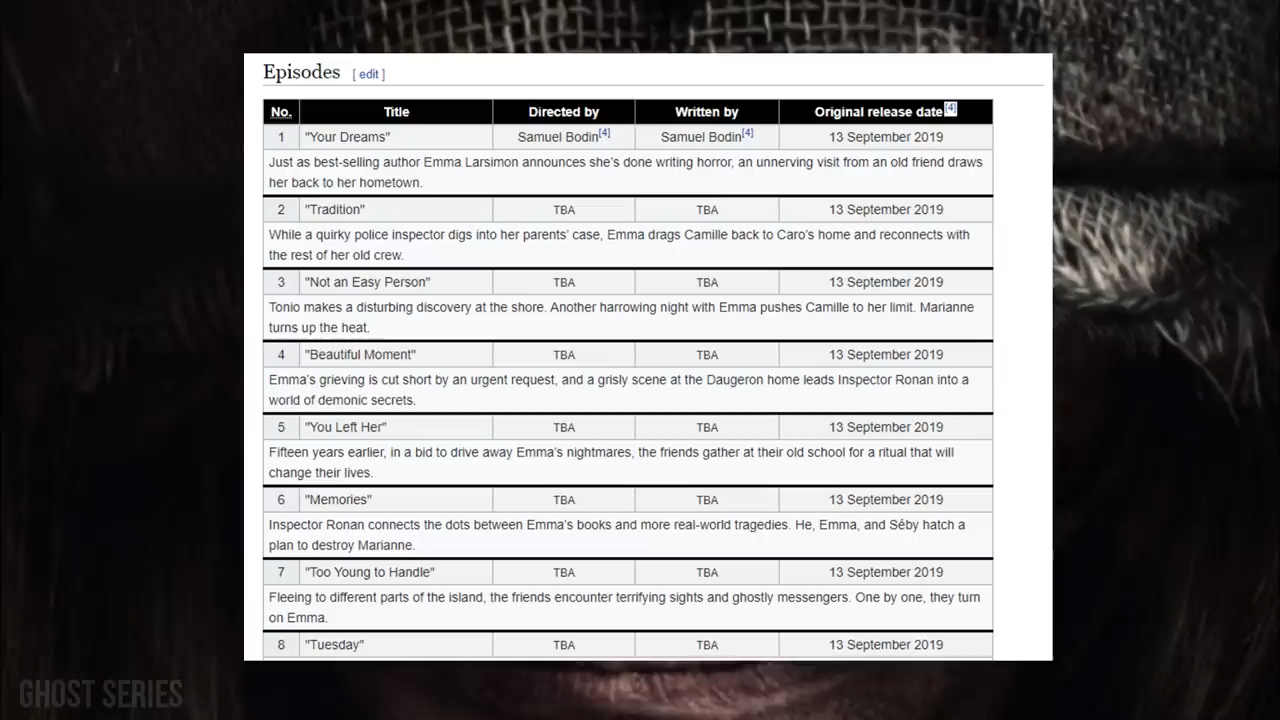 Episodes [ edit ]
No. Title Directed by Written by Original release date[4]
1 "Your Dreams" Samuel Bodin[4] Samuel Bodin[4] 13 September 2019
Just as best-selling author Emma Larsimon announces she’s done writing horror, an unnerving visit from an old friend draws
her back to her hometown.
2 "Tradition" TBA TBA 13 September 2019
While a quirky police inspector digs into her parents’ case, Emma drags Camille back to Caro’s home and reconnects with
the rest of her old crew.
3 "Not an Easy Person" TBA TBA 13 September 2019
Tonio makes a disturbing discovery at the shore. Another harrowing night with Emma pushes Camille to her limit. Marianne
turns up the heat.
4 "Beautiful Moment" TBA TBA 13 September 2019
Emma’s grieving is cut short by an urgent request, and a grisly scene at the Daugeron home leads Inspector Ronan into a
world of demonic secrets.
5 "You Left Her" TBA TBA 13 September 2019
Fifteen years earlier, in a bid to drive away Emma’s nightmares, the friends gather at their old school for a ritual that will
change their lives.
6 "Memories" TBA TBA 13 September 2019
Inspector Ronan connects the dots between Emma’s books and more real-world tragedies. He, Emma, and Séby hatch a
plan to destroy Marianne.
7 "Too Young to Handle" TBA TBA 13 September 2019
Fleeing to different parts of the island, the friends encounter terrifying sights and ghostly messengers. One by one, they turn
on Emma.
8 "Tuesday" TBA TBA 13 September 2019
GHOST SERIES